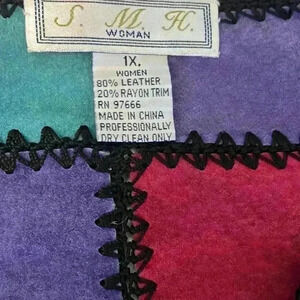 S. M. H.
WOMAN
1X.
WOMEN
80% LEATHER
20% RAYON TRIM
RN 97666
MADE IN CHINA
PROFESSIONALLY
DRY CLEAN ONLY